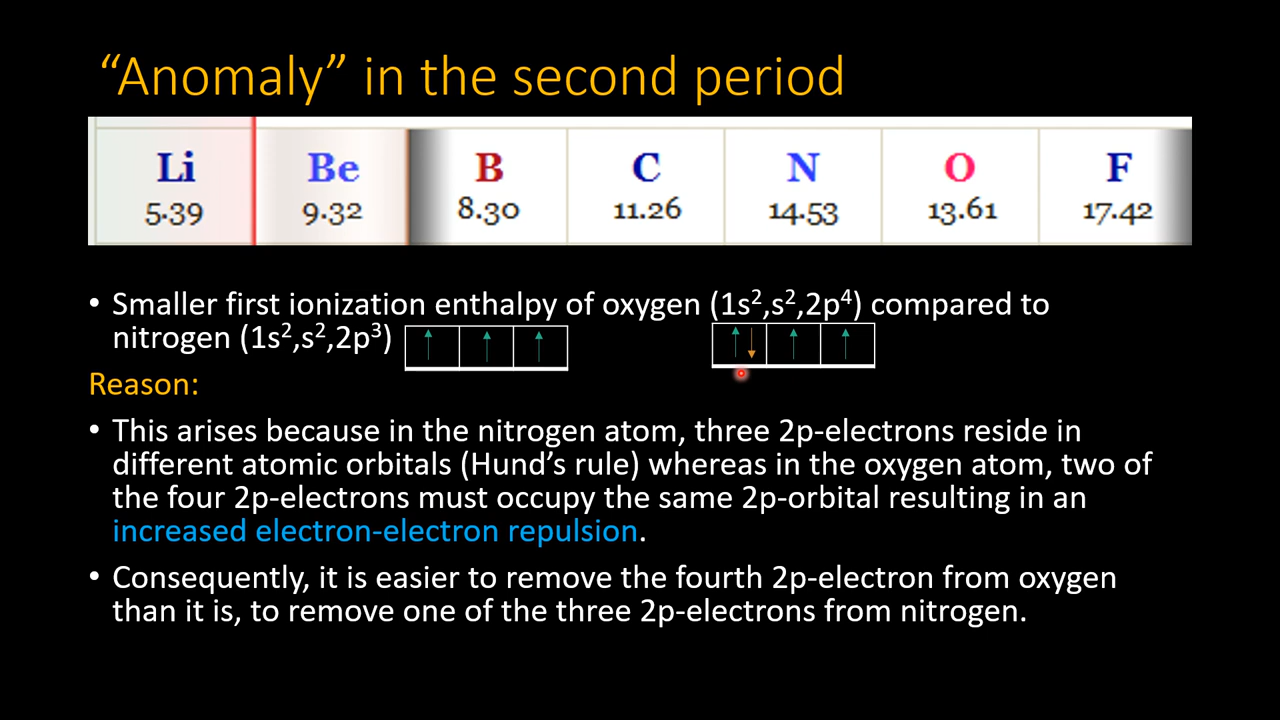 “Anomaly” in the second period
Li Be B C N O F
5.39 9.32 8.30 11.26 14.53 13.61 17.42
• Smaller first ionization enthalpy of oxygen (1s²,s²,2p⁴) compared to
nitrogen (1s²,s²,2p³)
Reason:
• This arises because in the nitrogen atom, three 2p-electrons reside in
different atomic orbitals (Hund’s rule) whereas in the oxygen atom, two of
the four 2p-electrons must occupy the same 2p-orbital resulting in an
increased electron-electron repulsion.
• Consequently, it is easier to remove the fourth 2p-electron from oxygen
than it is, to remove one of the three 2p-electrons from nitrogen.